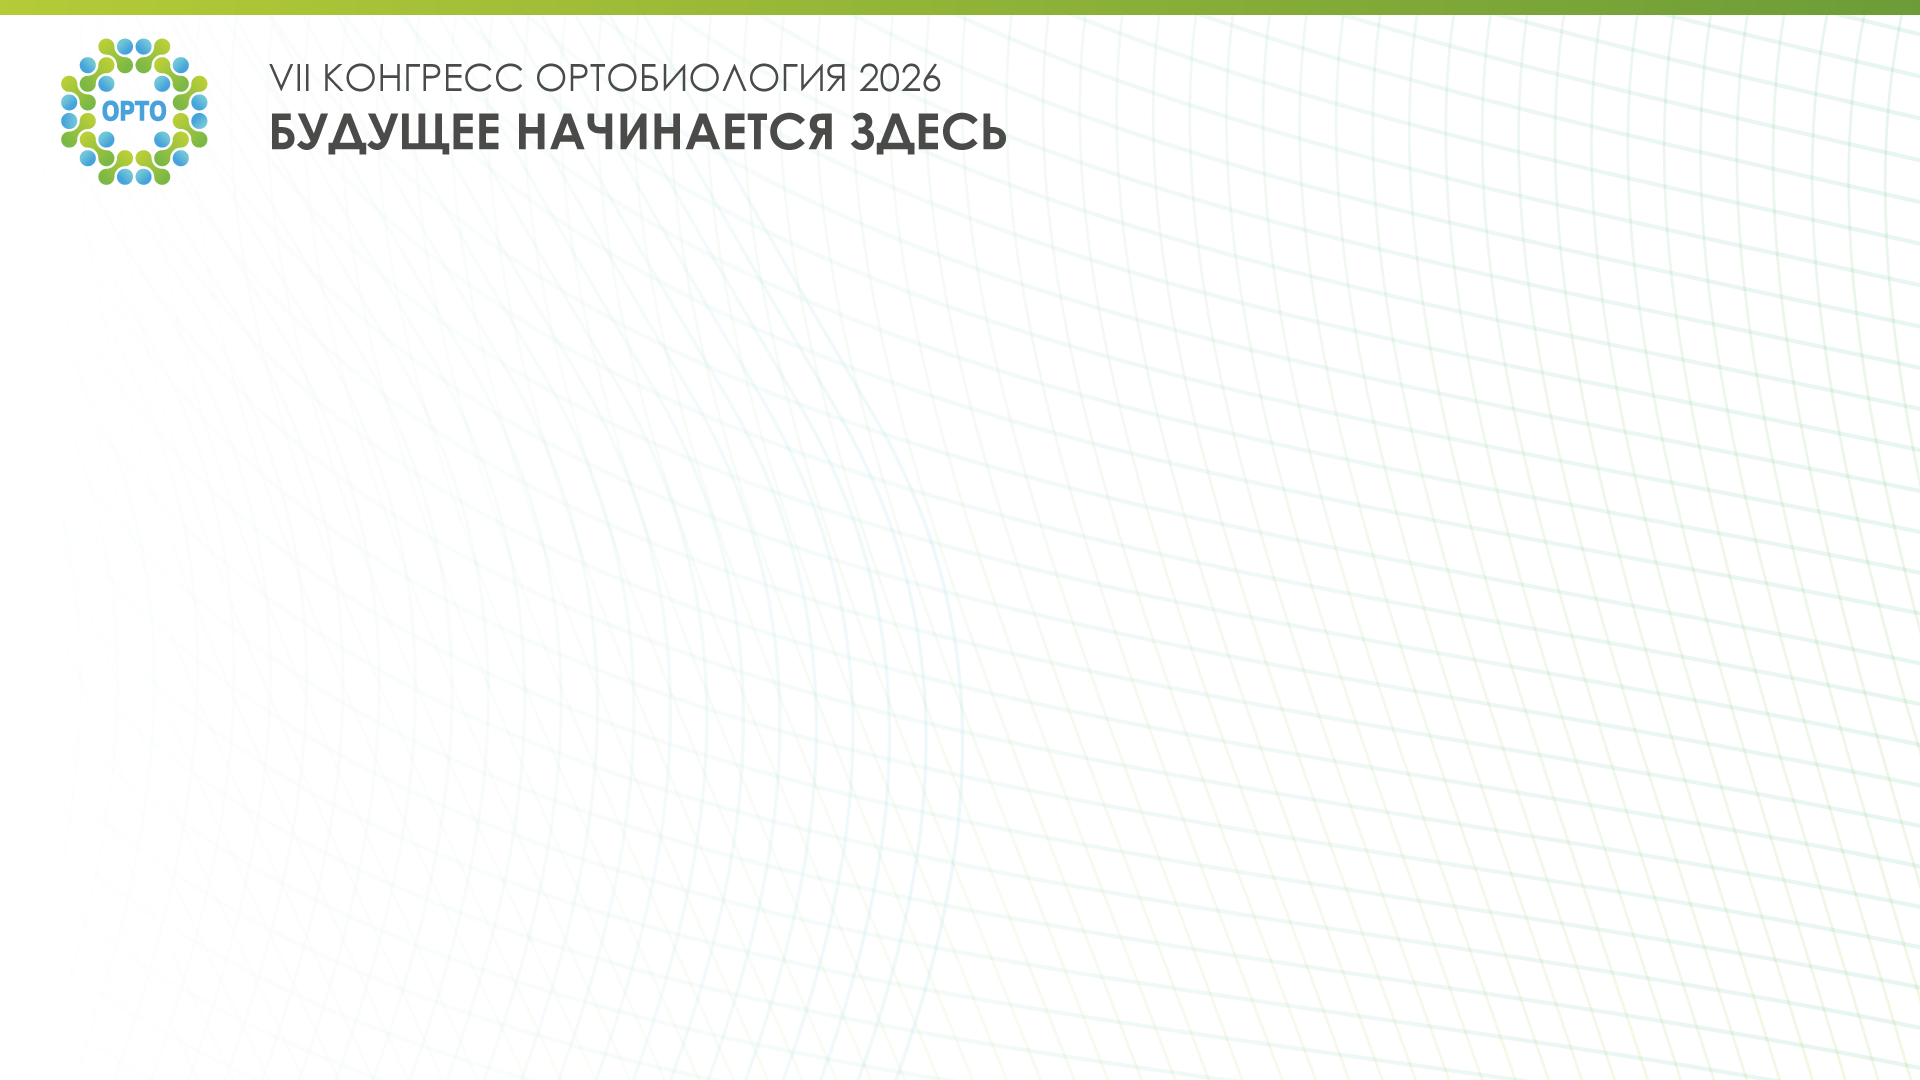 ОРТО
VII КОНГРЕСС ОРТОБИОЛОГИЯ 2026
БУДУЩЕЕ НАЧИНАЕТСЯ ЗДЕСЬ